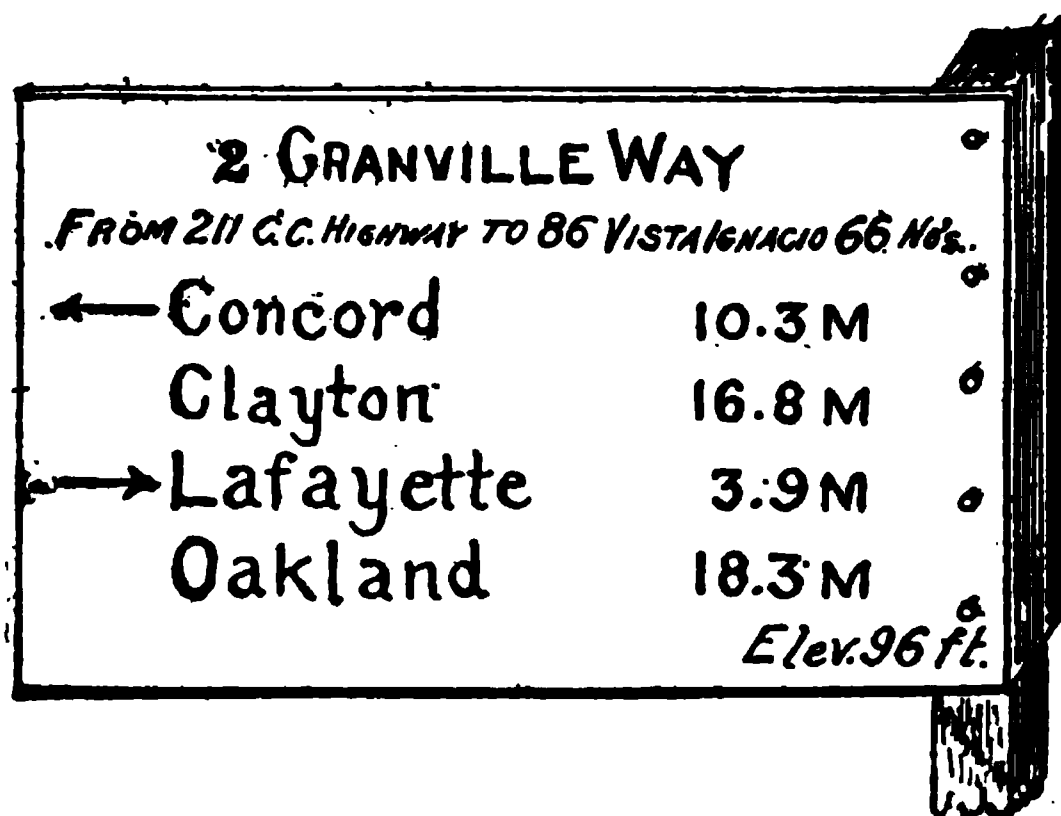 2 GRANVILLE WAY
FROM 211 C.C. HIGHWAY TO 86 VISTA IGNACIO 66 No's.
Concord 10.3 M
Clayton 16.8 M
Lafayette 3.9 M
Oakland 18.3 M
Elev. 96 ft.